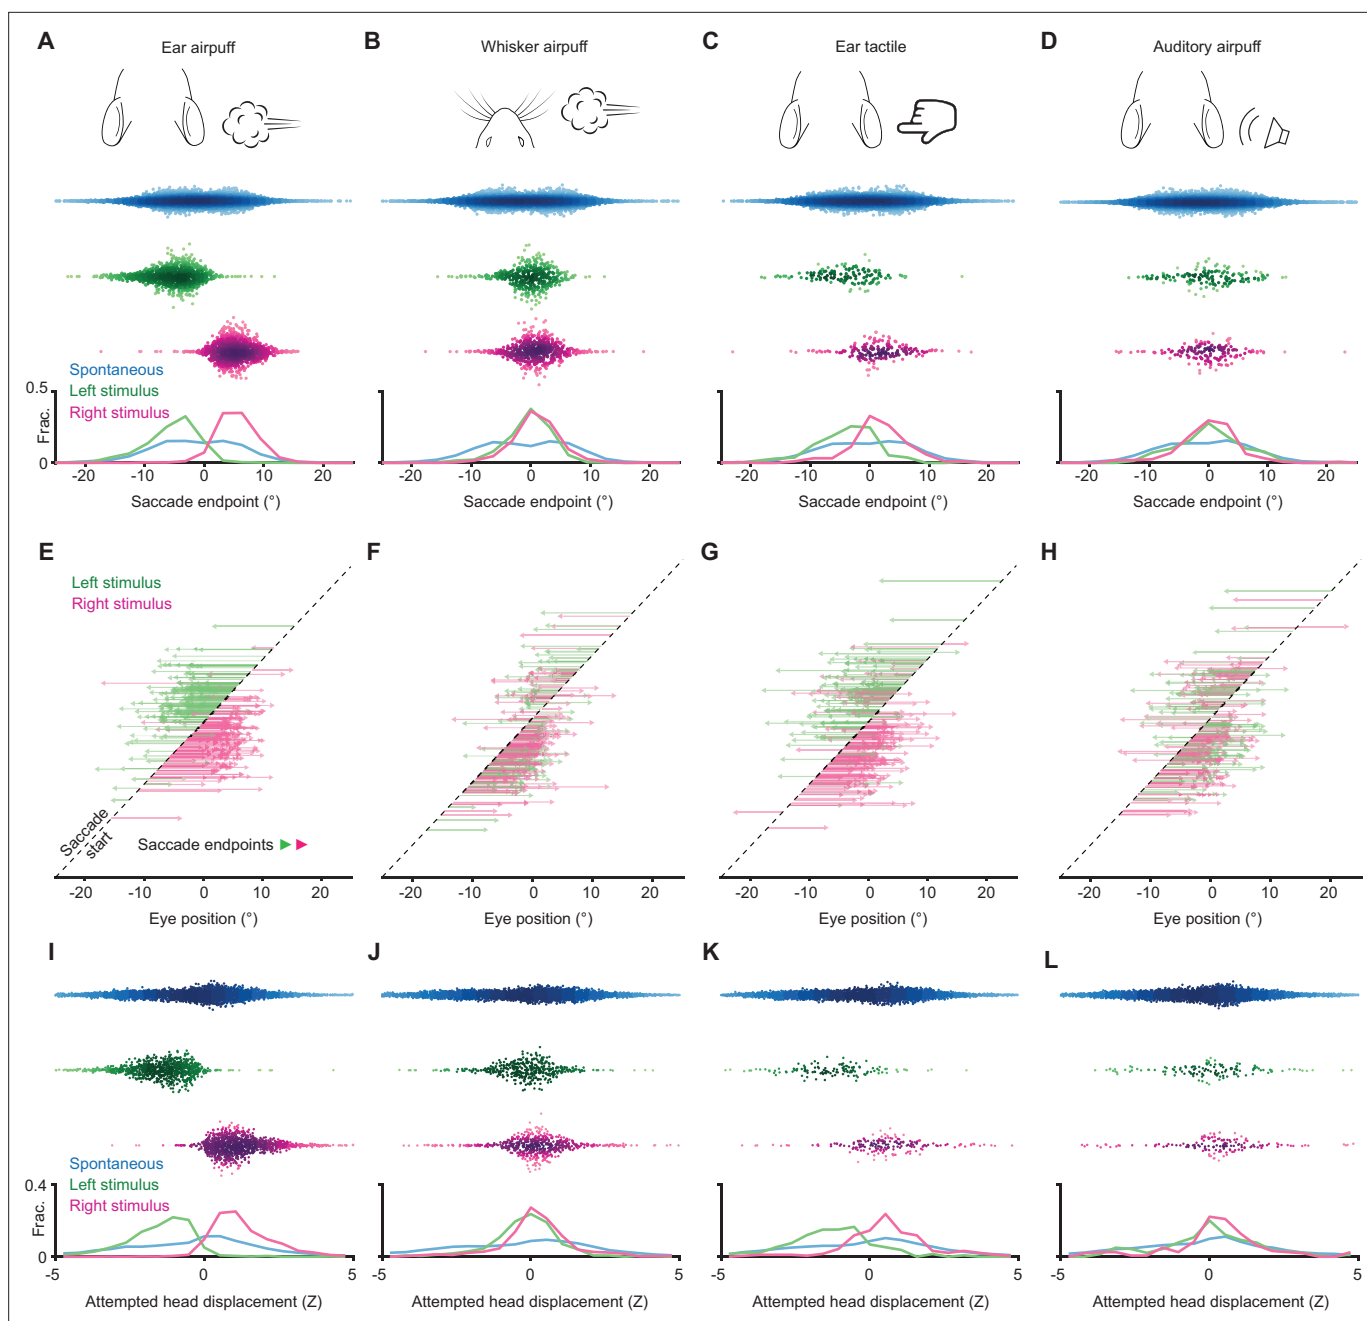 A
Ear airpuff
B
Whisker airpuff
C
Ear tactile
D
Auditory airpuff
Spontaneous
Left stimulus
Right stimulus
0.5
Frac.
0
-20 -10 0 10 20
Saccade endpoint (°)
-20 -10 0 10 20
Saccade endpoint (°)
-20 -10 0 10 20
Saccade endpoint (°)
-20 -10 0 10 20
Saccade endpoint (°)
E
F
G
H
Left stimulus
Right stimulus
Saccade
start
Saccade endpoints
-20 -10 0 10 20
Eye position (°)
-20 -10 0 10 20
Eye position (°)
-20 -10 0 10 20
Eye position (°)
-20 -10 0 10 20
Eye position (°)
I
J
K
L
Spontaneous
Left stimulus
Right stimulus
0.4
Frac.
0
-5 0 5
Attempted head displacement (Z)
-5 0 5
Attempted head displacement (Z)
-5 0 5
Attempted head displacement (Z)
-5 0 5
Attempted head displacement (Z)